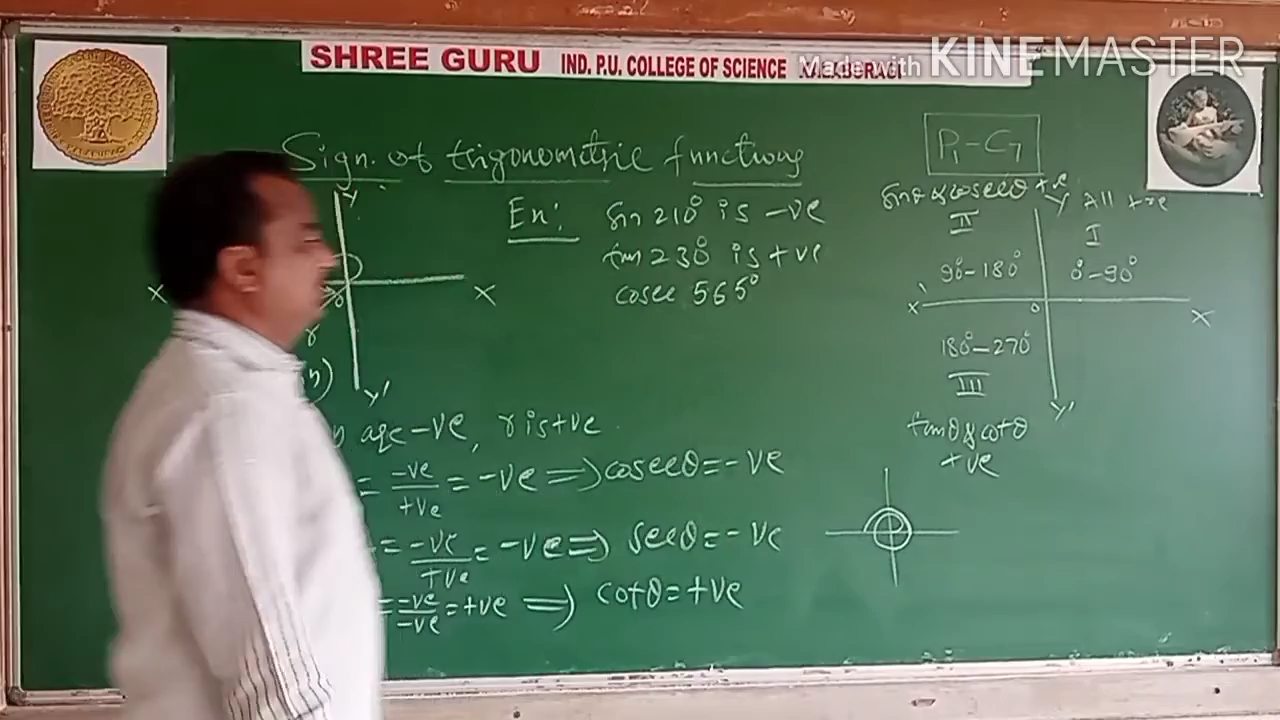 SHREE GURU IND. P.U. COLLEGE OF SCIENCE KALABURAGI
Made with KINEMASTER
Sign. of trigonometric functions
P₁-C₇
Y
X
X
Y'
En: sin 210° is -ve
tan 230° is +ve
cosec 565°
sinθ & cosecθ +ve
II
90°-180°
Y All +ve
I
0°-90°
X'
0
X
180°-270°
III
Y'
tanθ & cotθ
+ve
r
are -ve, r is +ve
= -ve/+ve = -ve => cosecθ = -ve
= -ve/+ve = -ve => secθ = -ve
= -ve/-ve = +ve => cotθ = +ve